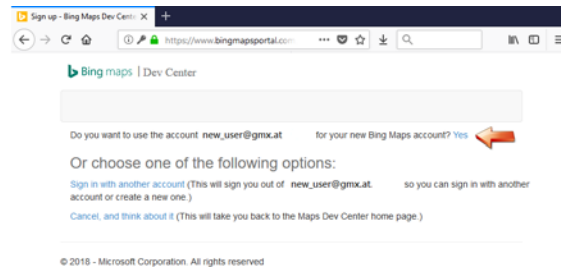 Sign up - Bing Maps Dev Cente
https://www.bingmapsportal.com
Bing maps | Dev Center
Do you want to use the account new_user@gmx.at for your new Bing Maps account? Yes
Or choose one of the following options:
Sign in with another account (This will sign you out of new_user@gmx.at. so you can sign in with another
account or create a new one.)
Cancel, and think about it (This will take you back to the Maps Dev Center home page.)
© 2018 - Microsoft Corporation. All rights reserved